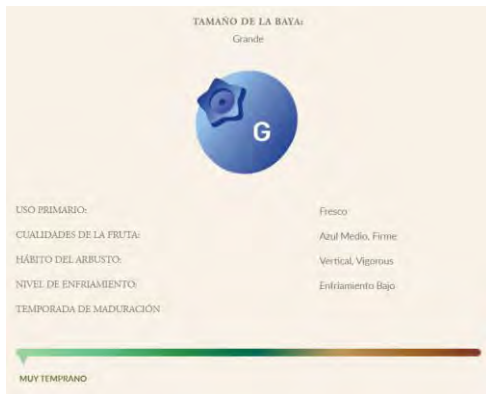 TAMAÑO DE LA BAYA:
Grande
G
USO PRIMARIO: Fresco
CUALIDADES DE LA FRUTA: Azul Medio, Firme
HÁBITO DEL ARBUSTO: Vertical, Vigorous
NIVEL DE ENFRIAMIENTO: Enfriamiento Bajo
TEMPORADA DE MADURACIÓN
MUY TEMPRANO